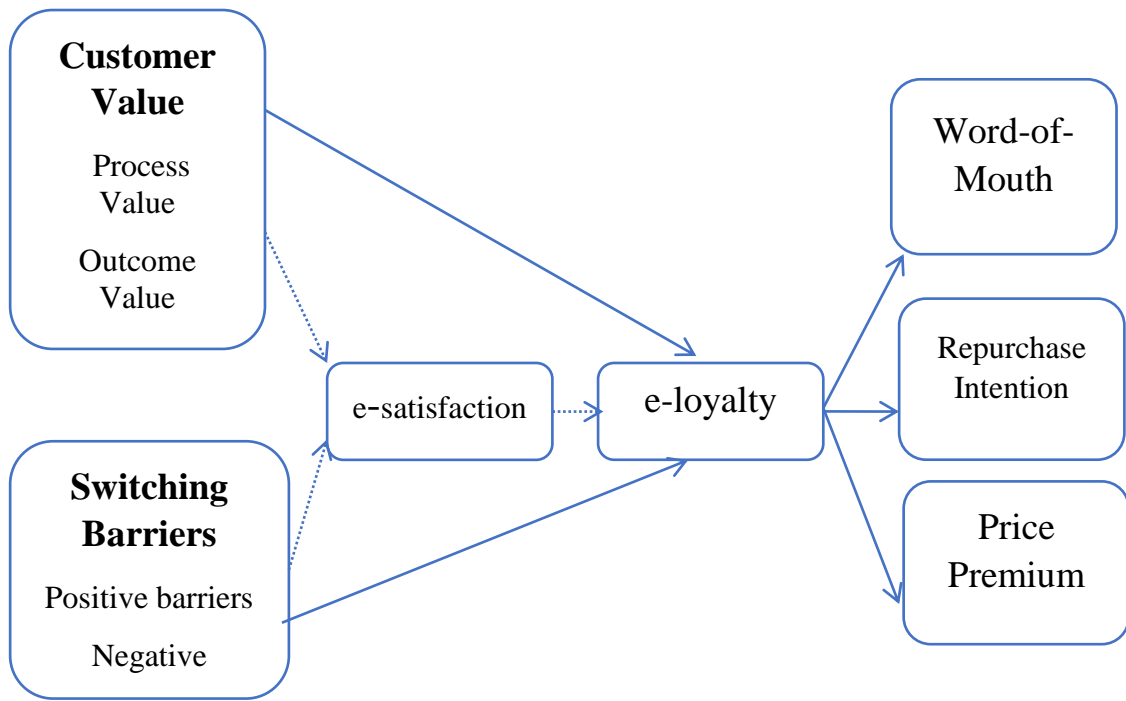 Customer
Value
Process
Value
Outcome
Value
Switching
Barriers
Positive barriers
Negative
e-satisfaction
e-loyalty
Word-of-
Mouth
Repurchase
Intention
Price
Premium